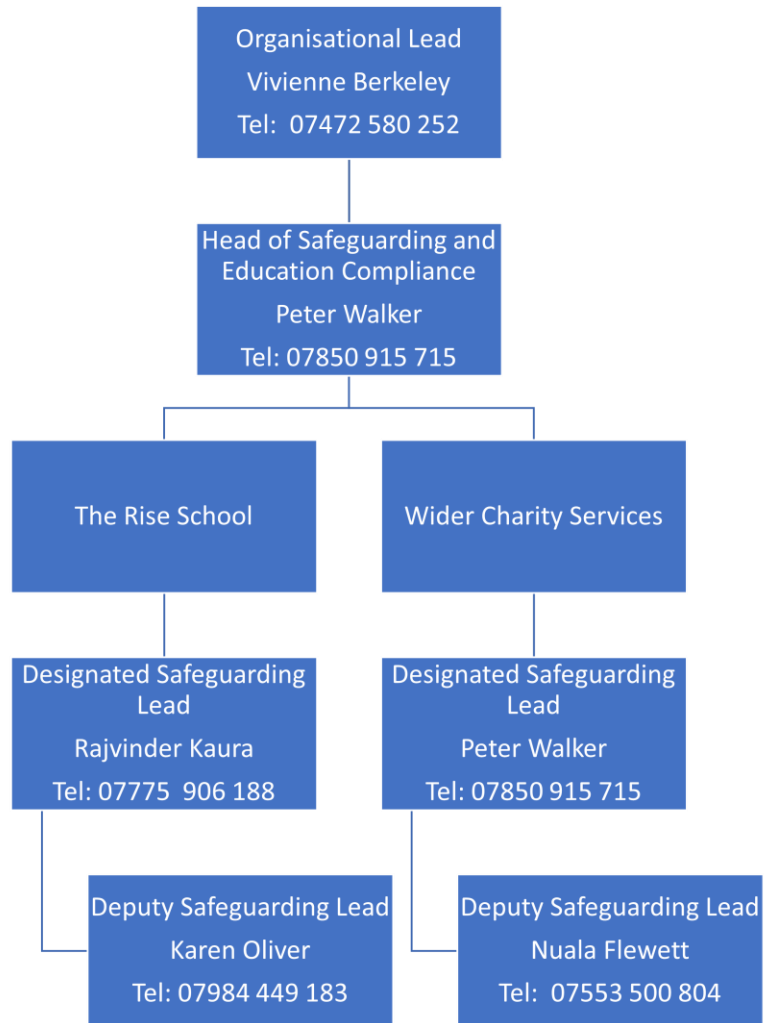 Organisational Lead
Vivienne Berkeley
Tel:  07472 580 252
Head of Safeguarding and
Education Compliance
Peter Walker
Tel: 07850 915 715
The Rise School
Wider Charity Services
Designated Safeguarding
Lead
Rajvinder Kaura
Tel: 07775  906 188
Designated Safeguarding
Lead
Peter Walker
Tel: 07850 915 715
Deputy Safeguarding Lead
Karen Oliver
Tel: 07984 449 183
Deputy Safeguarding Lead
Nuala Flewett
Tel:  07553 500 804